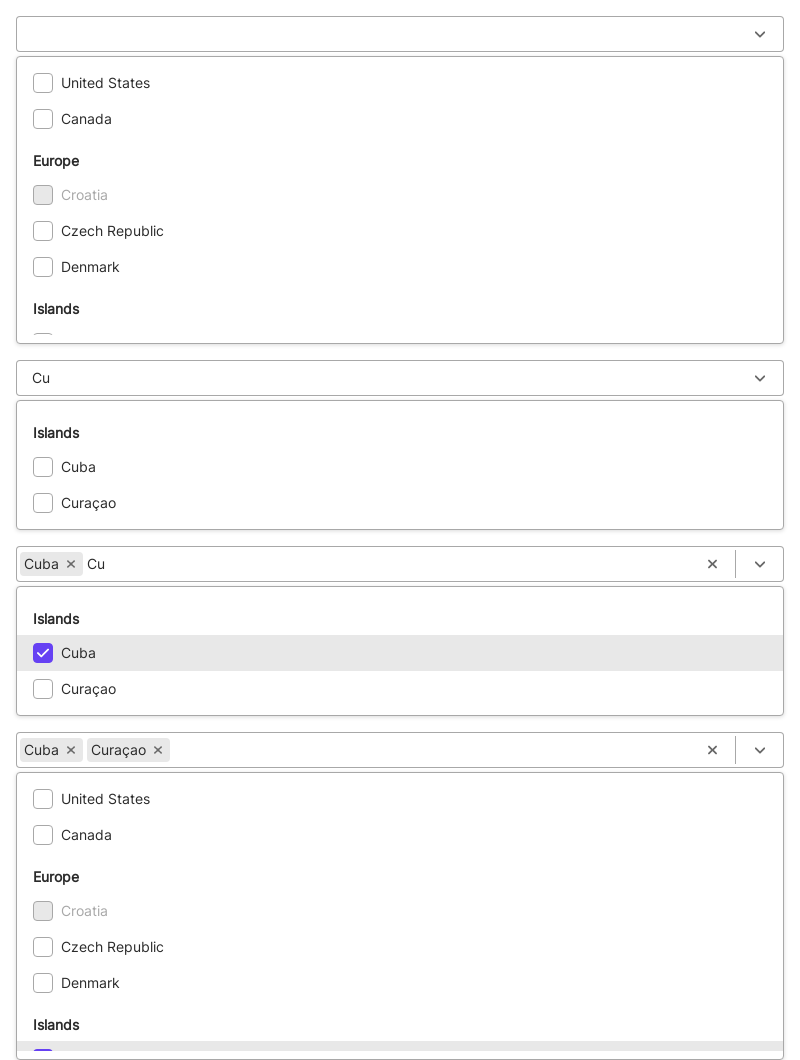 United States
Canada
Europe
Croatia
Czech Republic
Denmark
Islands
Cu
Islands
Cuba
Curaçao
Cuba Cu
Islands
Cuba
Curaçao
Cuba Curaçao
United States
Canada
Europe
Croatia
Czech Republic
Denmark
Islands